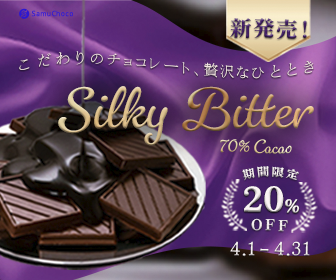 SamuChoco
新発売！
こだわりのチョコレート、贅沢なひととき
Silky Bitter
70% Cacao
期間限定
20%
OFF
4.1－4.31